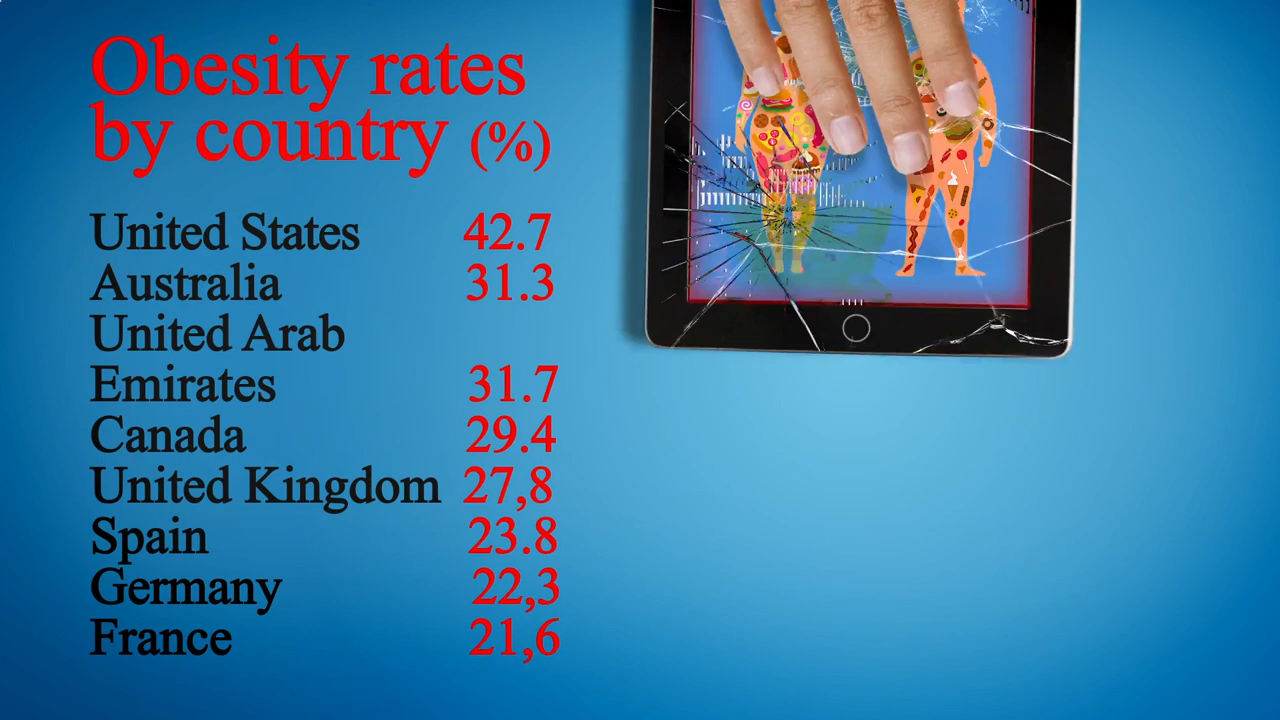 Obesity rates
by country (%)
United States 42.7
Australia 31.3
United Arab
Emirates 31.7
Canada 29.4
United Kingdom 27,8
Spain 23.8
Germany 22,3
France 21,6